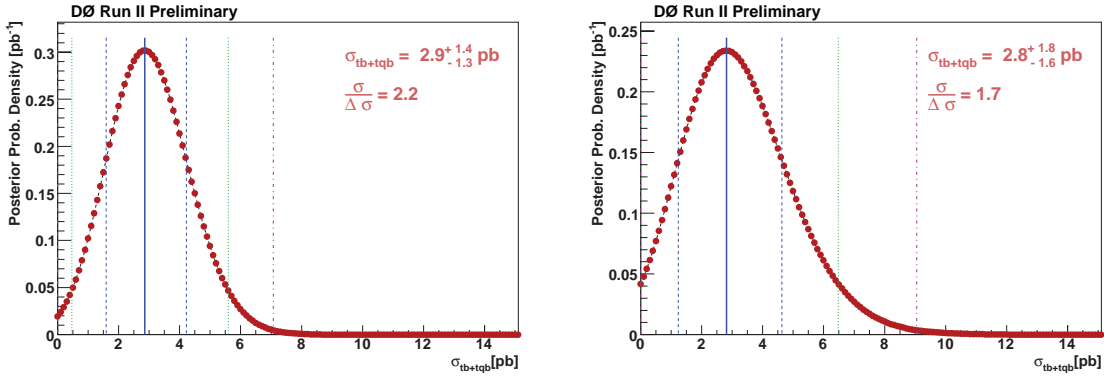 DØ Run II Preliminary
Posterior Prob. Density [pb⁻¹]
0.3
0.25
0.2
0.15
0.1
0.05
0
σ_tb+tqb = 2.9 +1.4 -1.3 pb
σ/Δσ = 2.2
0 2 4 6 8 10 12 14
σ_tb+tqb[pb]
DØ Run II Preliminary
Posterior Prob. Density [pb⁻¹]
0.25
0.2
0.15
0.1
0.05
0
σ_tb+tqb = 2.8 +1.8 -1.6 pb
σ/Δσ = 1.7
0 2 4 6 8 10 12 14
σ_tb+tqb[pb]